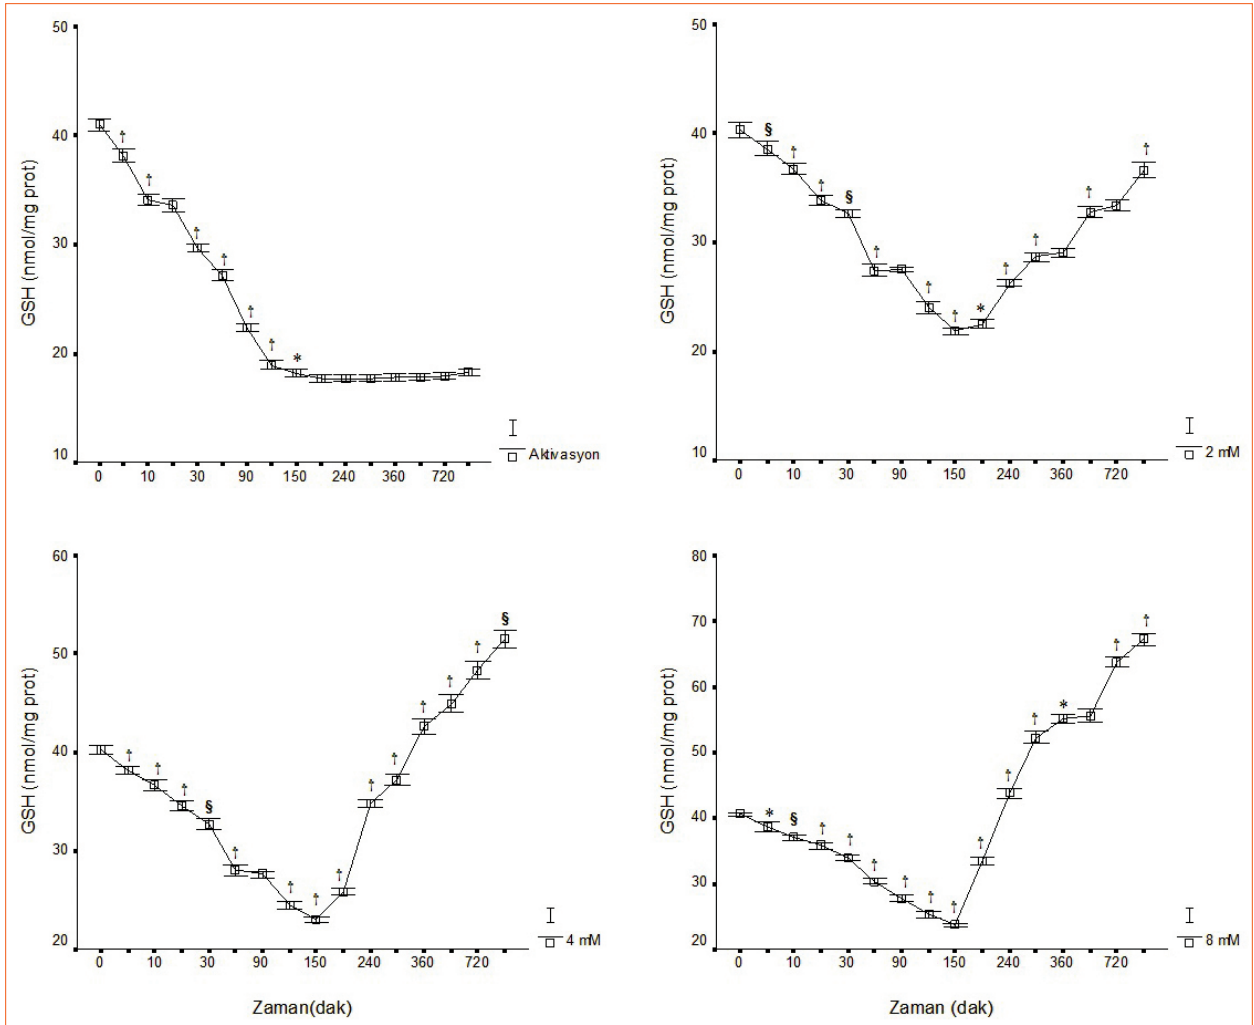 50
40
30
20
10
GSH (nmol/mg prot)
† † † † † † *
0 10 30 90 150 240 360 720
Aktivasyon
50
40
30
20
10
GSH (nmol/mg prot)
§ † † § † † † * † † † †
0 10 30 90 150 240 360 720
2 mM
60
50
40
30
20
GSH (nmol/mg prot)
† † † § † † † † † † † † † §
0 10 30 90 150 240 360 720
4 mM
Zaman(dak)
80
70
60
50
40
30
20
GSH (nmol/mg prot)
* § † † † † † † † † † * † †
0 10 30 90 150 240 360 720
8 mM
Zaman (dak)